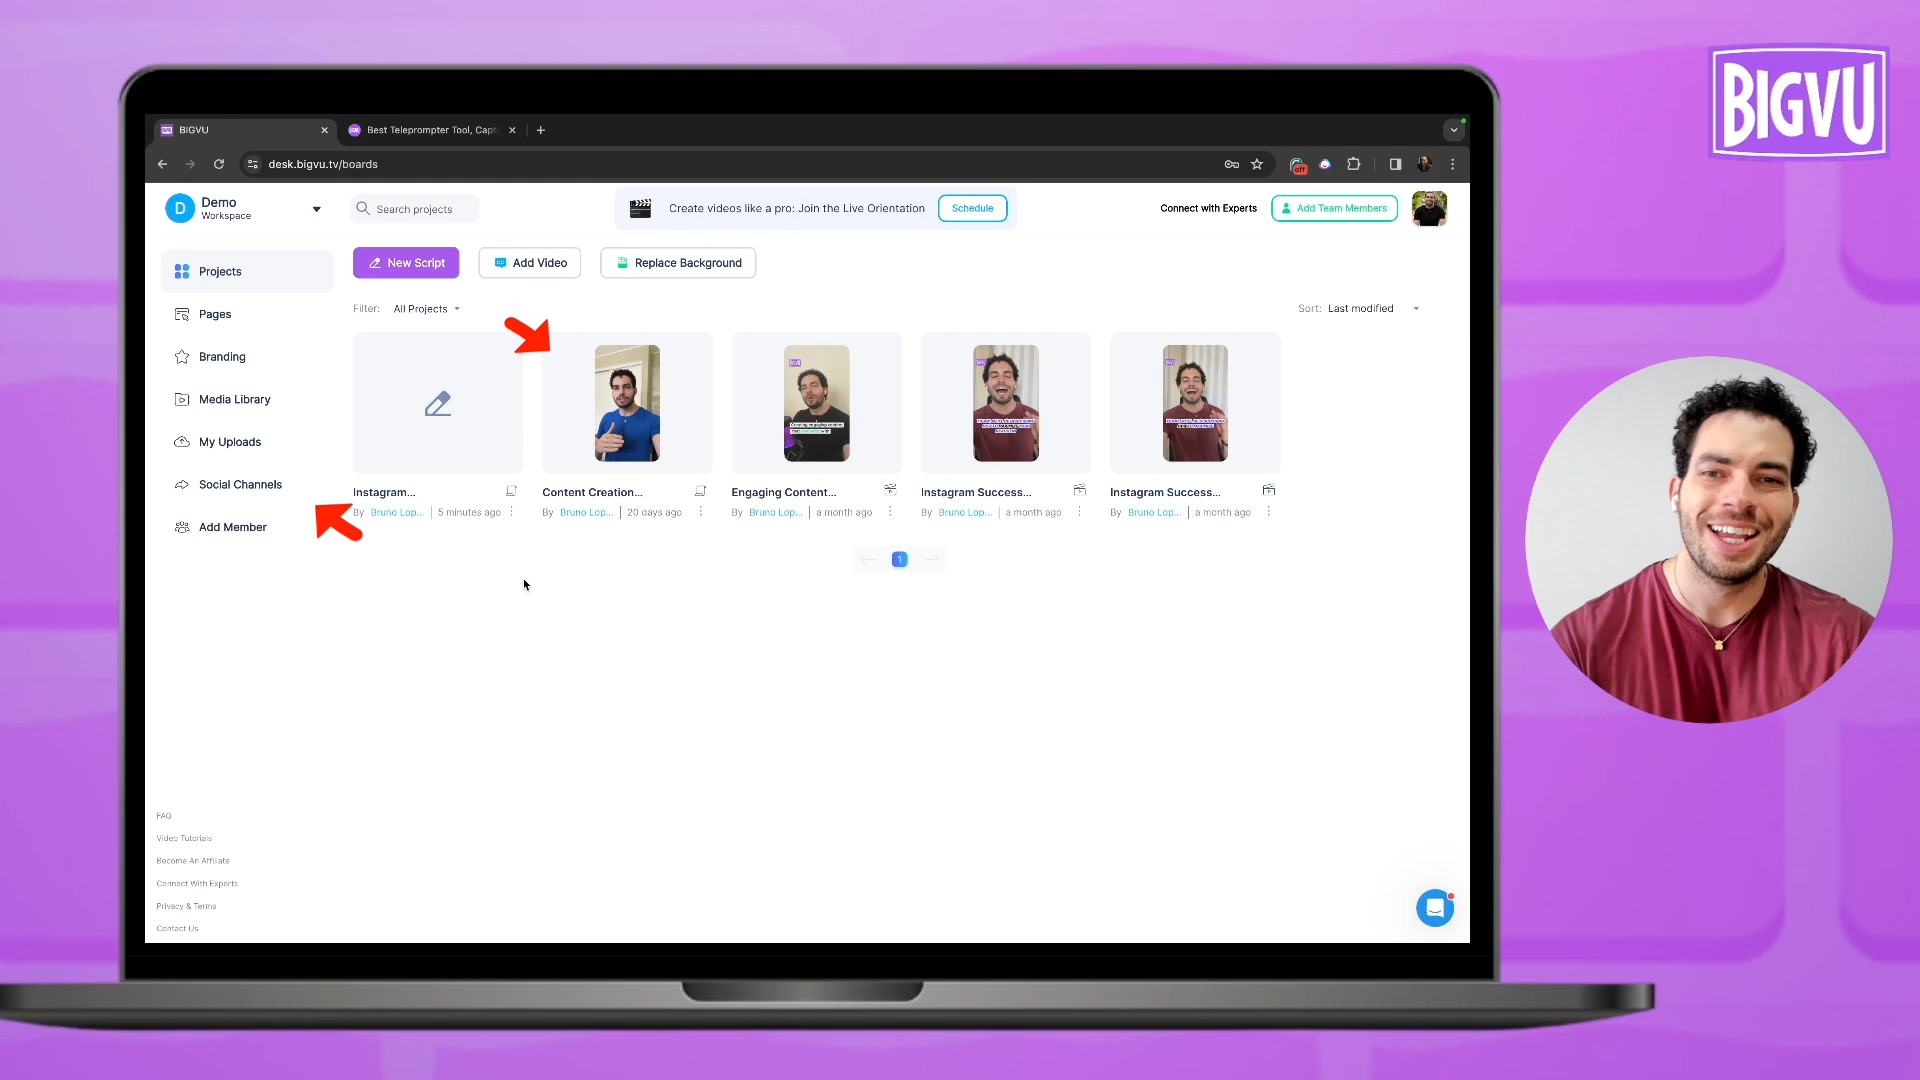 BIGVU
BIGVU
Best Teleprompter Tool, Capt
desk.bigvu.tv/boards
off
D
Demo
Workspace
Search projects
Create videos like a pro: Join the Live Orientation
Schedule
Connect with Experts
Add Team Members
Projects
New Script
Add Video
Replace Background
Pages
Filter: All Projects
Sort: Last modified
Branding
Media Library
My Uploads
Social Channels
Add Member
Instagram...
Content Creation...
Engaging Content...
Instagram Success...
Instagram Success...
By Bruno Lop... | 5 minutes ago
By Bruno Lop... | 20 days ago
By Bruno Lop... | a month ago
By Bruno Lop... | a month ago
By Bruno Lop... | a month ago
1
FAQ
Video Tutorials
Become An Affiliate
Connect With Experts
Privacy & Terms
Contact Us